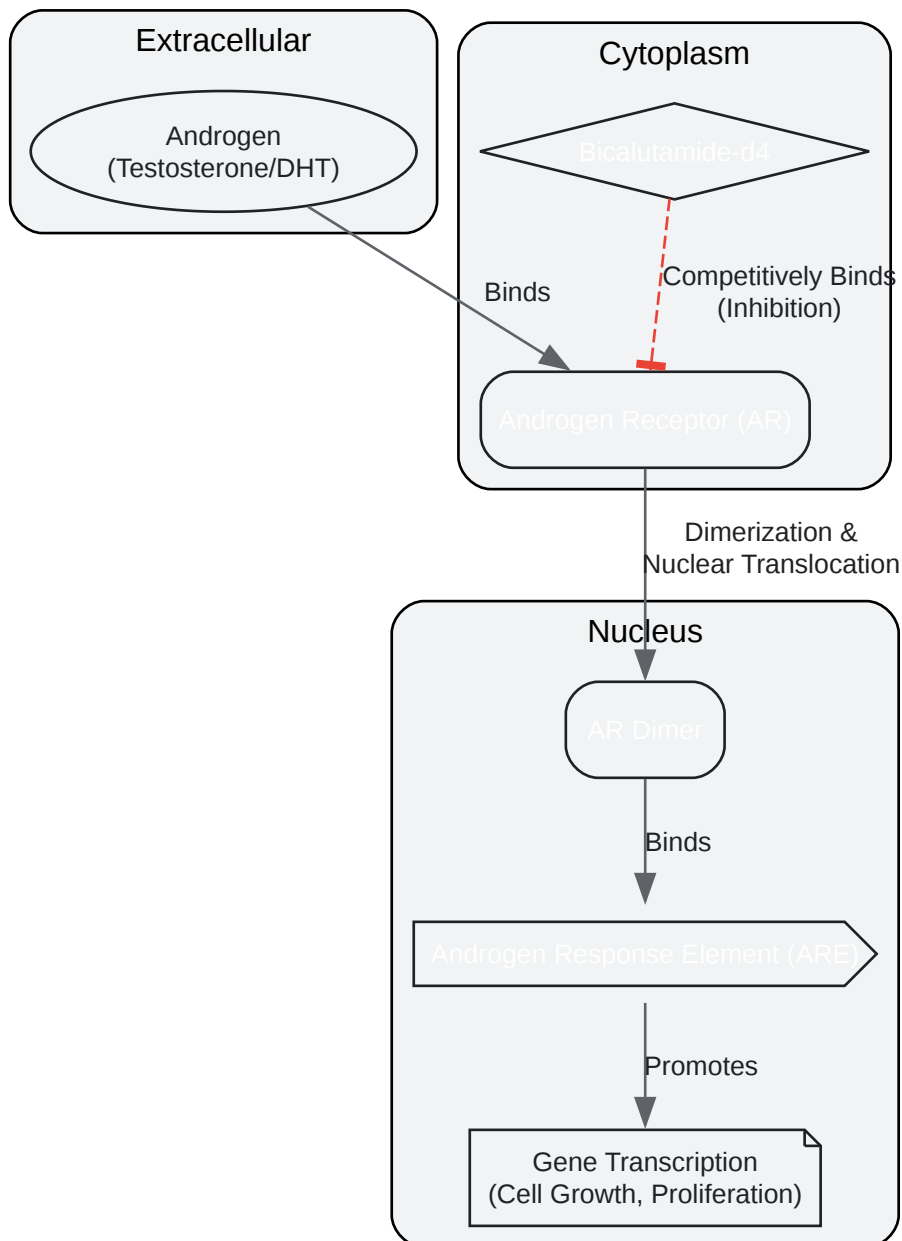 Extracellular
Androgen
(Testosterone/DHT)
Cytoplasm
Bicalutamide-d4
Binds
Competitively Binds
(Inhibition)
Androgen Receptor (AR)
Dimerization &
Nuclear Translocation
Nucleus
AR Dimer
Binds
Androgen Response Element (ARE)
Promotes
Gene Transcription
(Cell Growth, Proliferation)